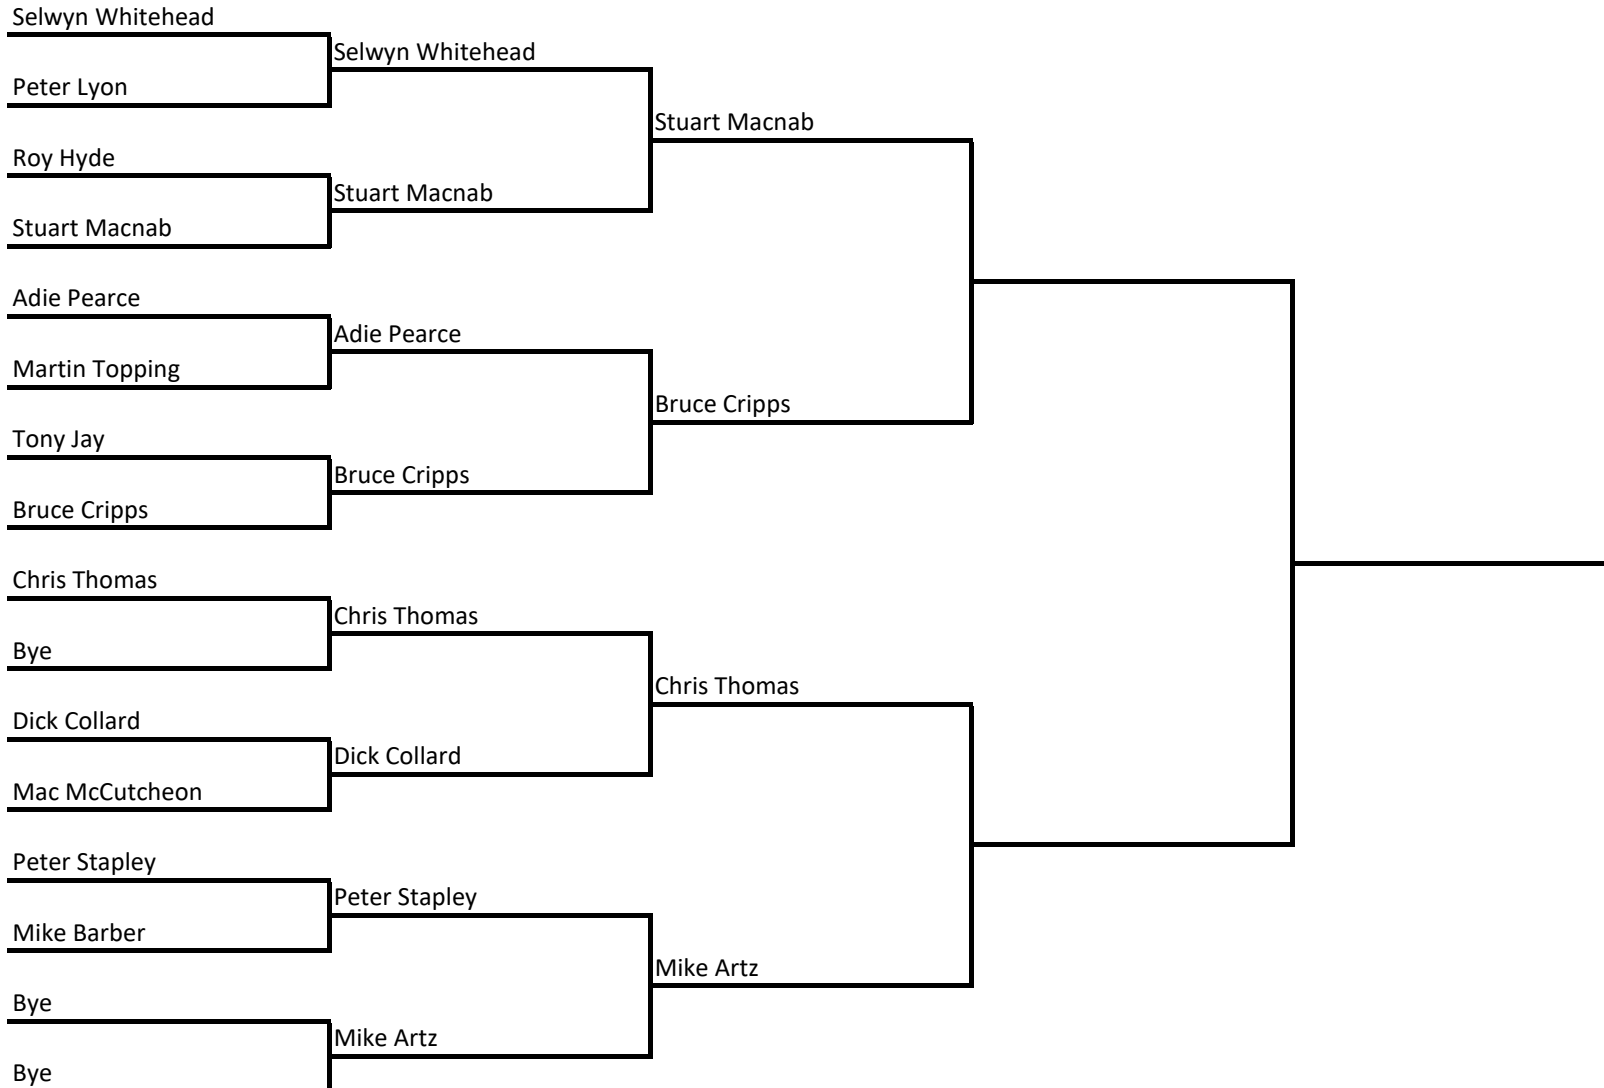 Selwyn Whitehead
Selwyn Whitehead
Peter Lyon
Stuart Macnab
Roy Hyde
Stuart Macnab
Stuart Macnab
Adie Pearce
Adie Pearce
Martin Topping
Bruce Cripps
Tony Jay
Bruce Cripps
Bruce Cripps
Chris Thomas
Chris Thomas
Bye
Chris Thomas
Dick Collard
Dick Collard
Mac McCutcheon
Peter Stapley
Peter Stapley
Mike Barber
Mike Artz
Bye
Mike Artz
Bye